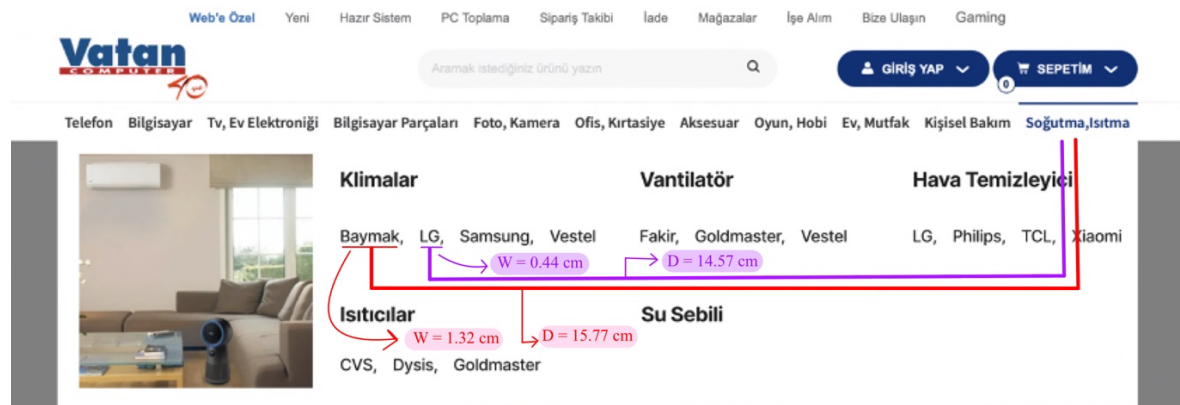 Web'e Özel Yeni Hazır Sistem PC Toplama Sipariş Takibi İade Mağazalar İşe Alım Bize Ulaşın Gaming
Vatan
COMPUTER
40
Aramak istediğiniz ürünü yazın
GİRİŞ YAP
0
SEPETİM
Telefon Bilgisayar Tv, Ev Elektroniği Bilgisayar Parçaları Foto, Kamera Ofis, Kırtasiye Aksesuar Oyun, Hobi Ev, Mutfak Kişisel Bakım Soğutma,Isıtma
Klimalar Vantilatör Hava Temizleyici
Baymak, LG, Samsung, Vestel Fakir, Goldmaster, Vestel LG, Philips, TCL, Xiaomi
W = 0.44 cm D = 14.57 cm
Isıtıcılar Su Sebili
W = 1.32 cm D = 15.77 cm
CVS, Dysis, Goldmaster